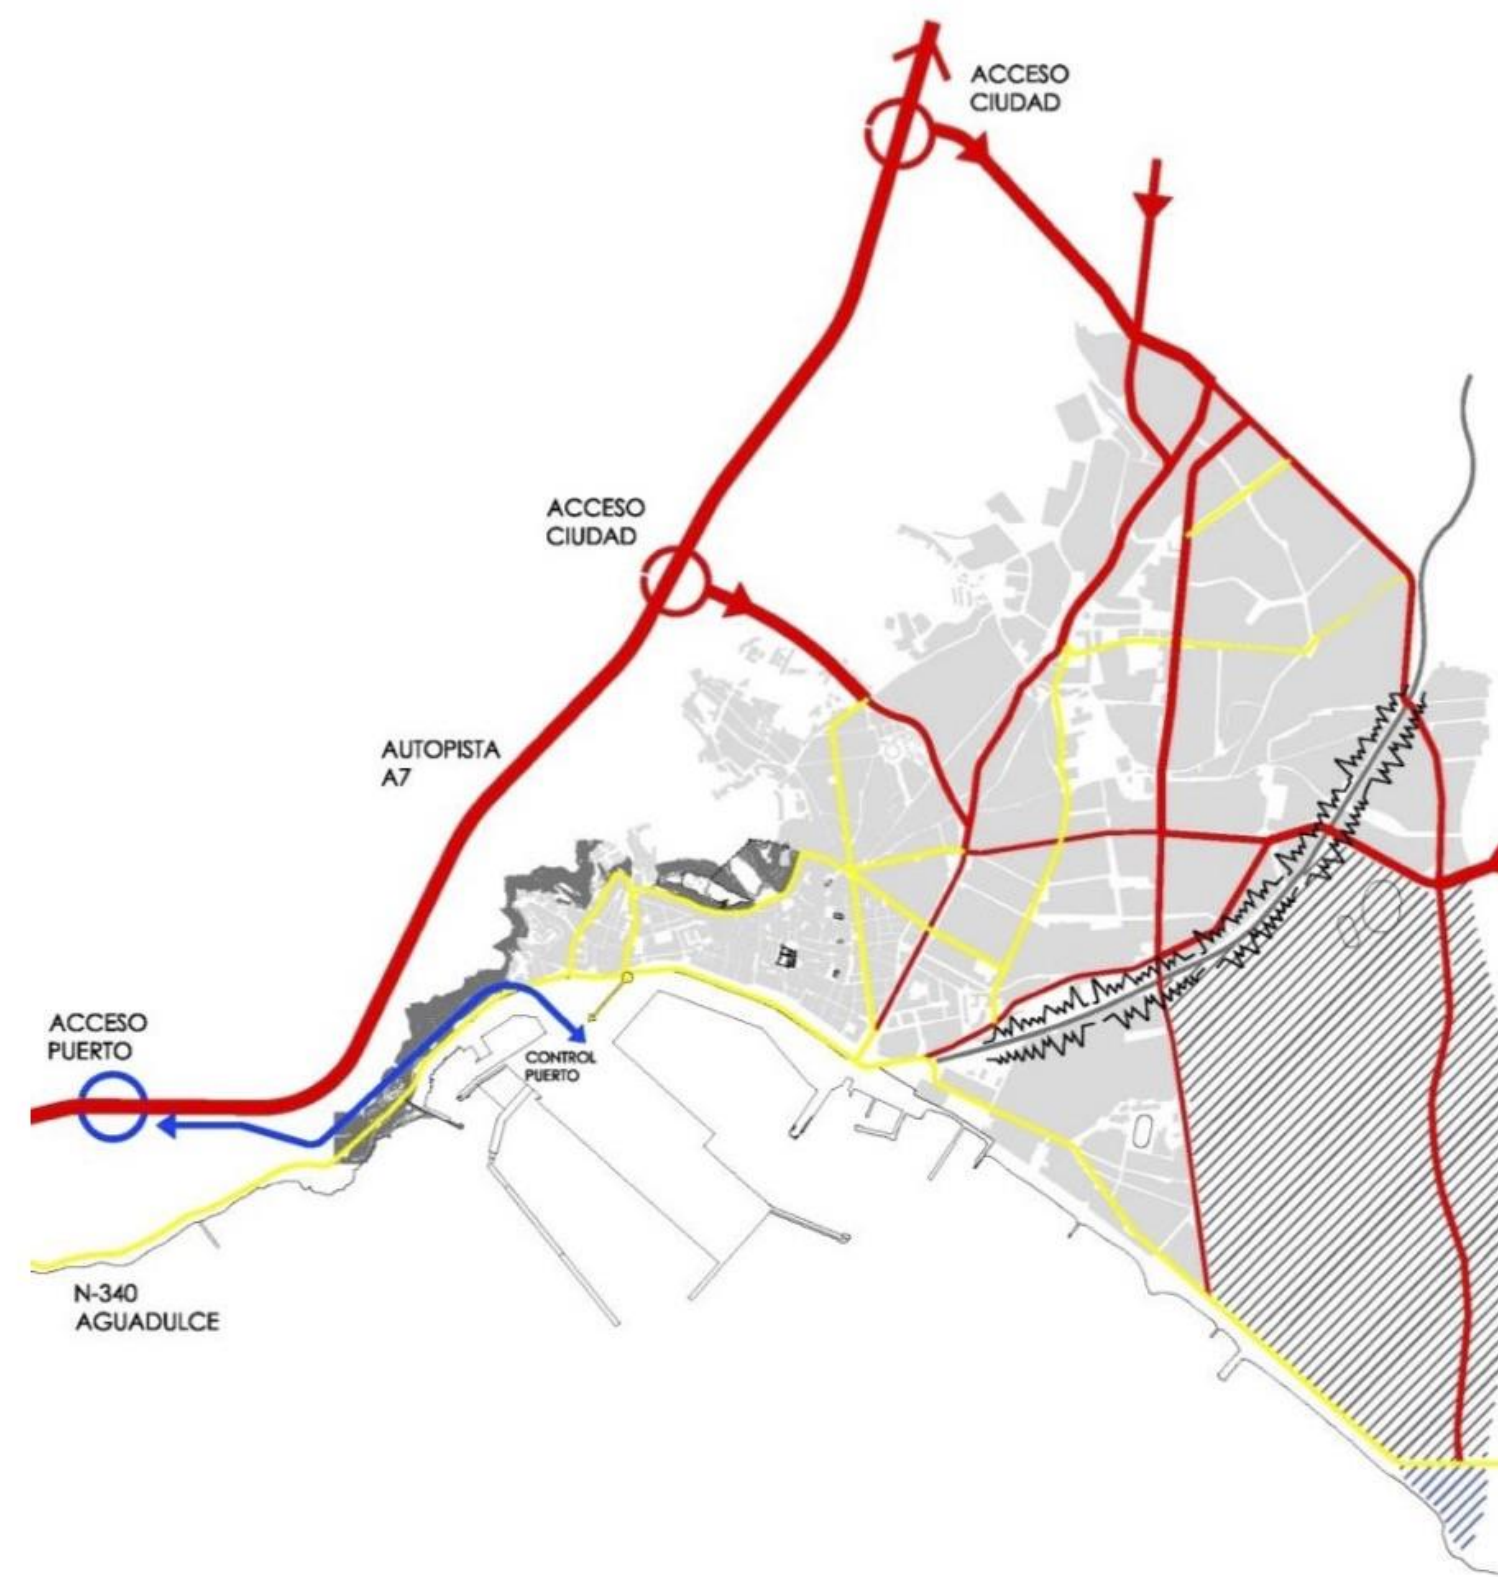 ACCESO
CIUDAD
ACCESO
CIUDAD
AUTOPISTA
A7
ACCESO
PUERTO
CONTROL
PUERTO
N-340
AGUADULCE